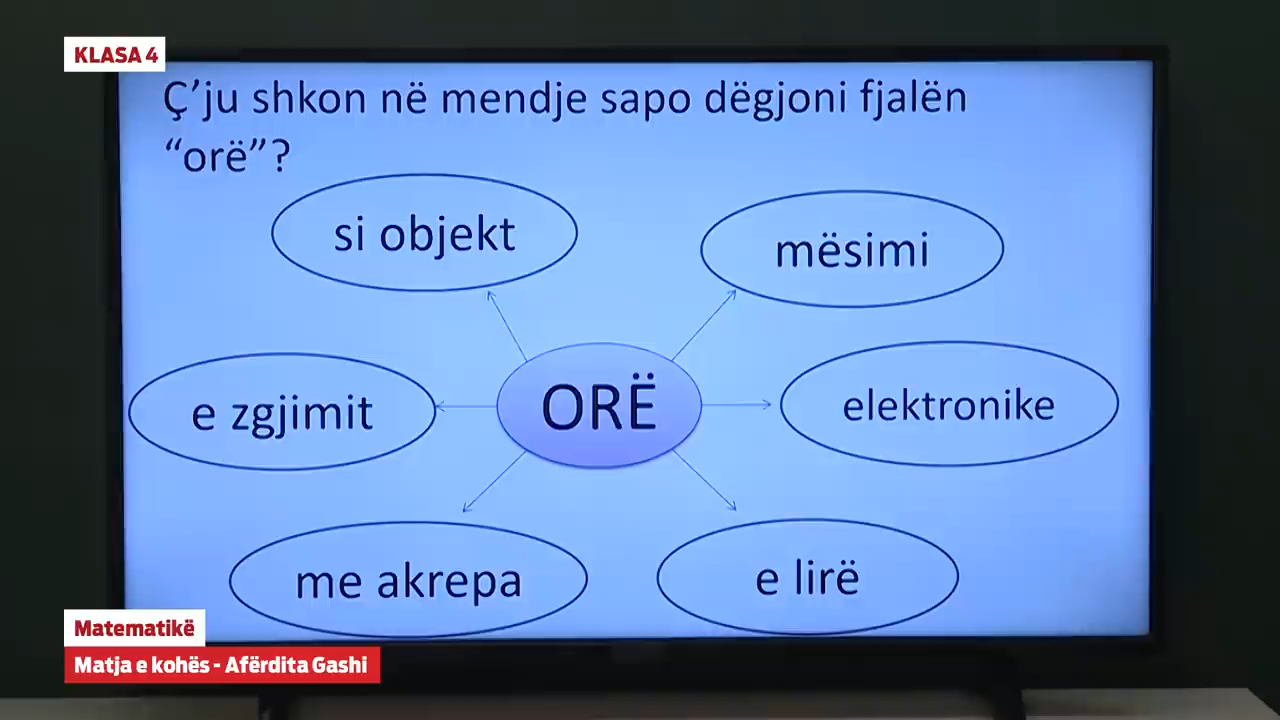 KLASA 4
Ç’ju shkon në mendje sapo dëgjoni fjalën
“orë”?
si objekt
mësimi
e zgjimit
ORË
elektronike
me akrepa
e lirë
Matematikë
Matja e kohës - Afërdita Gashi